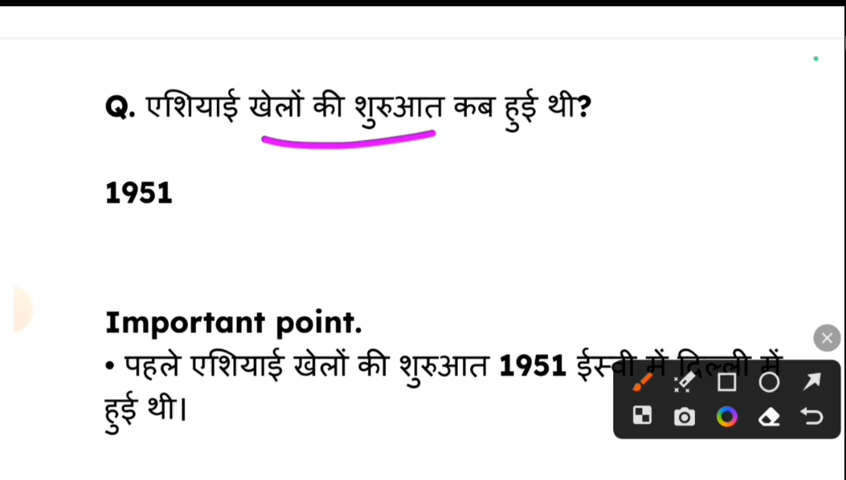 Q. एशियाई खेलों की शुरुआत कब हुई थी?
1951
Important point.
• पहले एशियाई खेलों की शुरुआत 1951 ईस्वी में दिल्ली में
हुई थी।